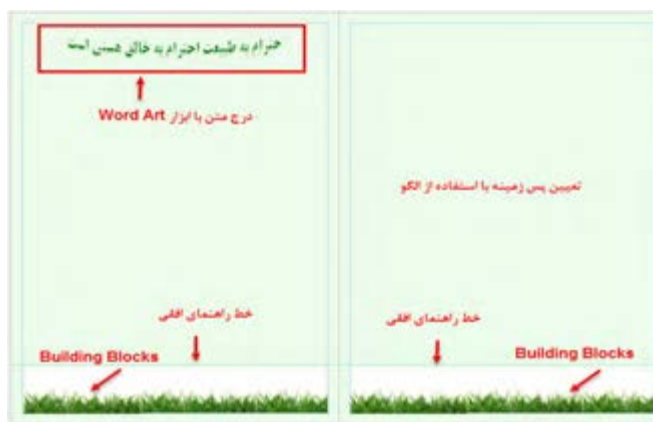 احترام به طبیعت احترام به خالق هستی است
درج متن با ابزار Word Art
تعیین پس زمینه با استفاده از الگو
خط راهنمای افقی
خط راهنمای افقی
Building Blocks
Building Blocks